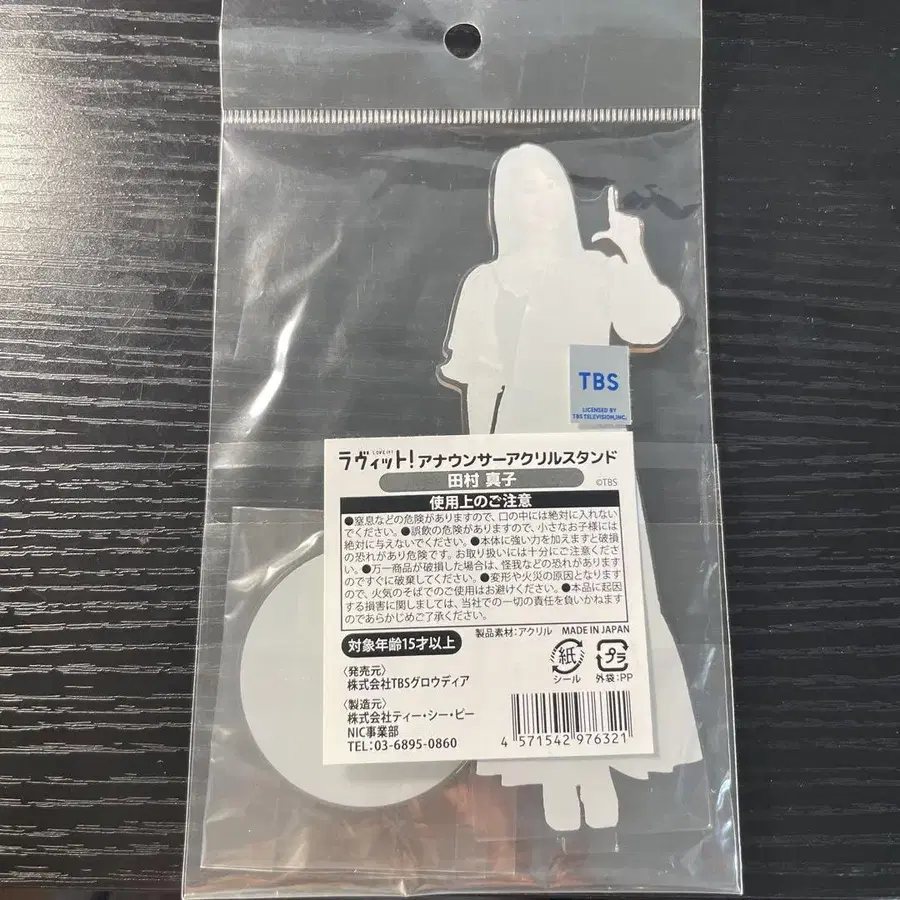 TBS
LICENSED BY
TBS TELEVISION, INC.
LOVE IT!
ラヴィット！アナウンサーアクリルスタンド
田村 真子
©TBS
使用上のご注意
●窒息などの危険がありますので、口の中には絶対に入れない
でください。●誤飲の危険がありますので、小さなお子様には
絶対に与えないでください。●本体に強い力を加えますと破損
の恐れがあり危険です。お取り扱いには十分にご注意くださ
い。●万一商品が破損した場合は、怪我などの恐れがあります
のですぐに破棄してください。●変形や火災の原因となります
ので、火気のそばでのご使用はお避けください。●本品に起因
する損害に関しましては、当社での一切の責任を負いかねます
のであらかじめご了承ください。
製品素材：アクリル MADE IN JAPAN
対象年齢15才以上
紙
シール
プラ
外袋：PP
〈発売元〉
株式会社TBSグロウディア
〈製造元〉
株式会社ティー・シー・ピー
NIC事業部
TEL：03-6895-0860
4 571542 976321